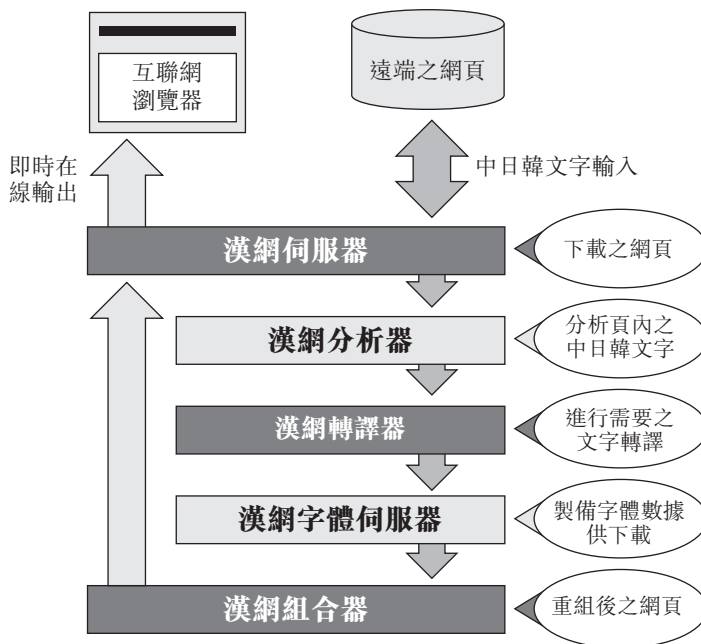 互聯網
瀏覽器
遠端之網頁
即時在
線輸出
中日韓文字輸入
漢網伺服器
下載之網頁
漢網分析器
分析頁內之
中日韓文字
漢網轉譯器
進行需要之
文字轉譯
漢網字體伺服器
製備字體數據
供下載
漢網組合器
重組後之網頁